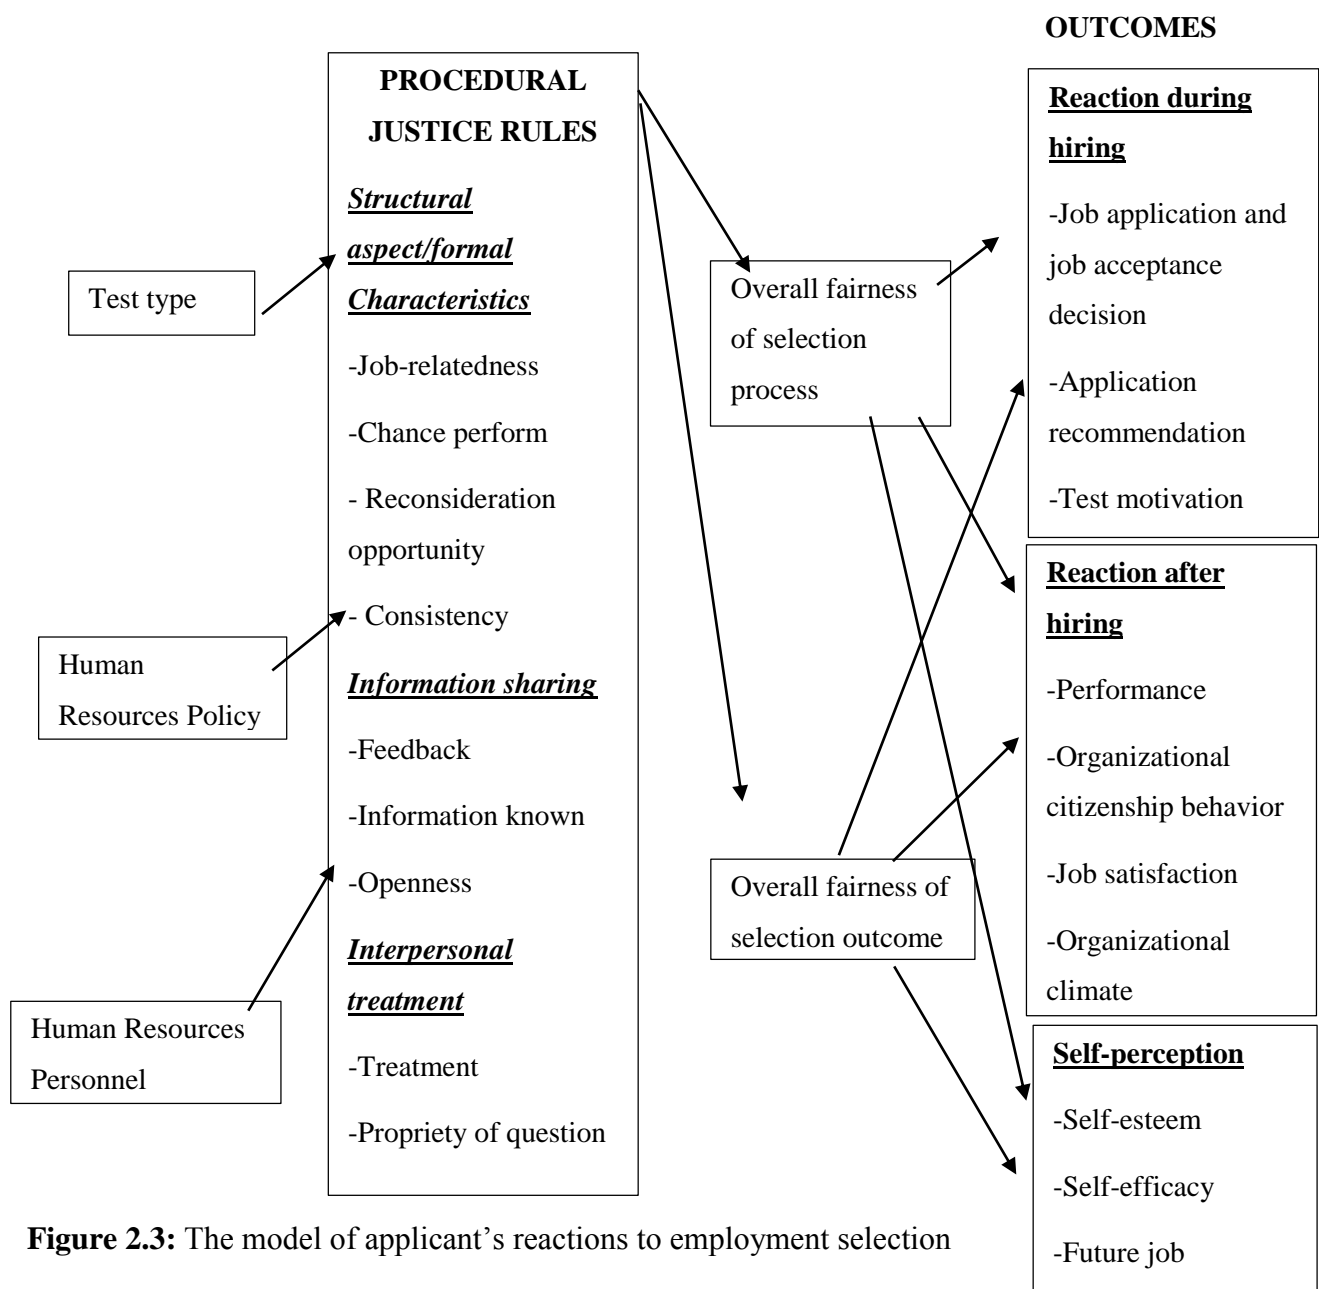 OUTCOMES
PROCEDURAL
JUSTICE RULES
Structural
aspect/formal
Characteristics
-Job-relatedness
-Chance perform
- Reconsideration
opportunity
- Consistency
Information sharing
-Feedback
-Information known
-Openness
Interpersonal
treatment
-Treatment
-Propriety of question
Test type
Human
Resources Policy
Human Resources
Personnel
Overall fairness
of selection
process
Overall fairness of
selection outcome
Reaction during
hiring
-Job application and
job acceptance
decision
-Application
recommendation
-Test motivation
Reaction after
hiring
-Performance
-Organizational
citizenship behavior
-Job satisfaction
-Organizational
climate
Self-perception
-Self-esteem
-Self-efficacy
-Future job
Figure 2.3: The model of applicant’s reactions to employment selection